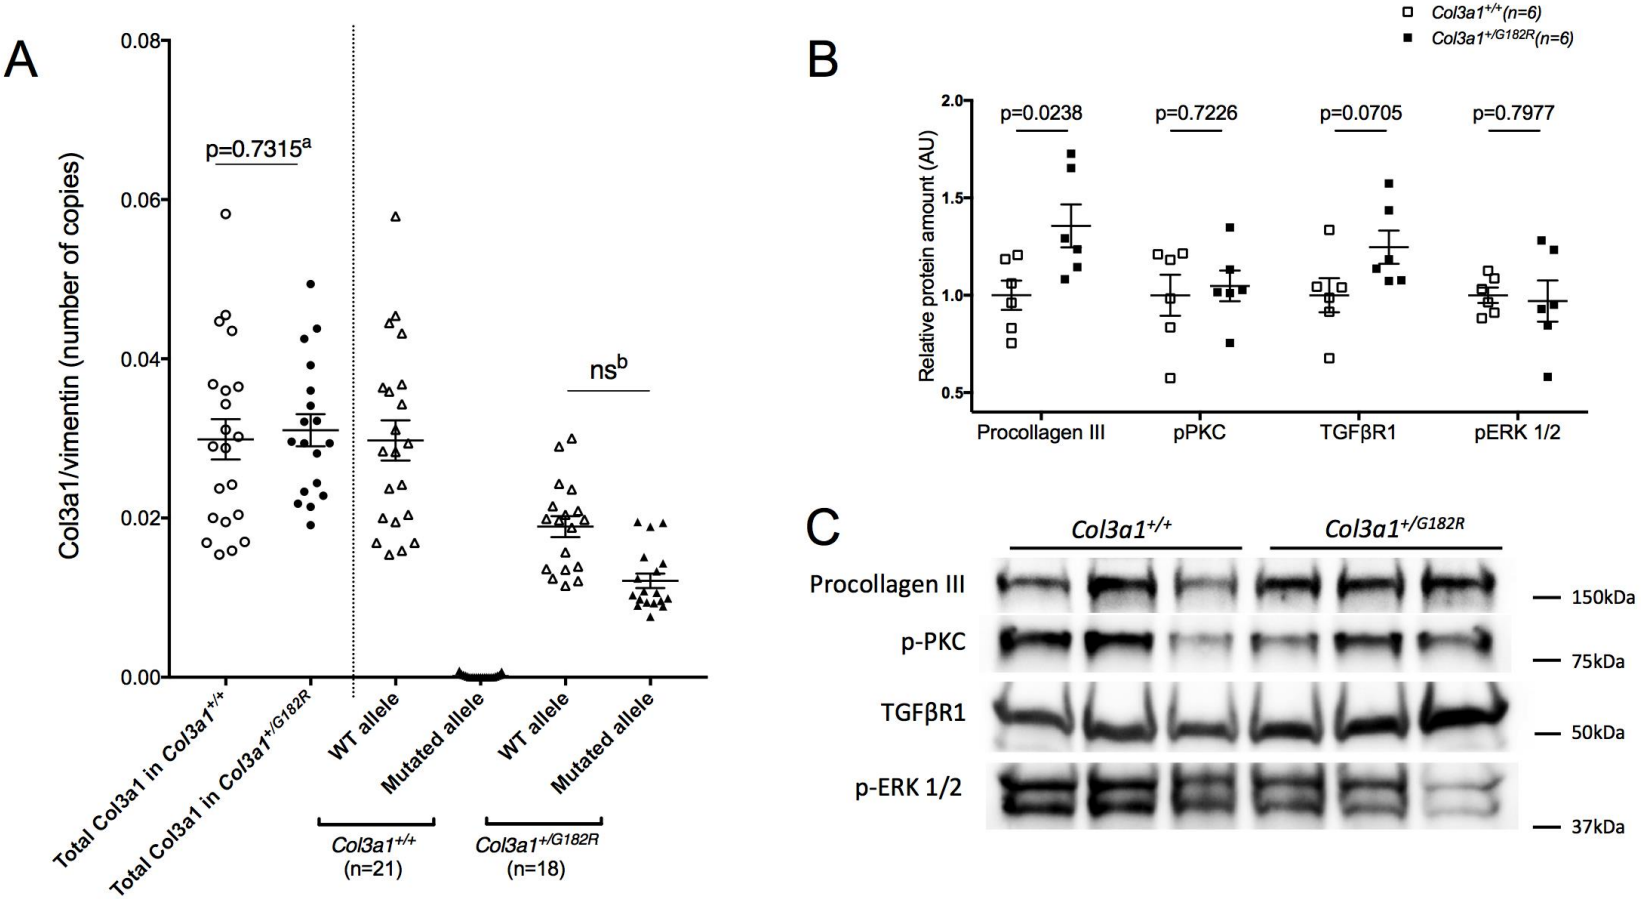 A
Col3a1/vimentin (number of copies)
0.08
0.06
0.04
0.02
0.00
p=0.7315a
nsb
Total Col3a1 in Col3a1+/+
Total Col3a1 in Col3a1+/G182R
WT allele
Mutated allele
WT allele
Mutated allele
Col3a1+/+
(n=21)
Col3a1+/G182R
(n=18)
B
Col3a1+/+(n=6)
Col3a1+/G182R(n=6)
Relative protein amount (AU)
2.0
1.5
1.0
0.5
p=0.0238
p=0.7226
p=0.0705
p=0.7977
Procollagen III
pPKC
TGFβR1
pERK 1/2
C
Col3a1+/+
Col3a1+/G182R
Procollagen III
150kDa
p-PKC
75kDa
TGFβR1
50kDa
p-ERK 1/2
37kDa